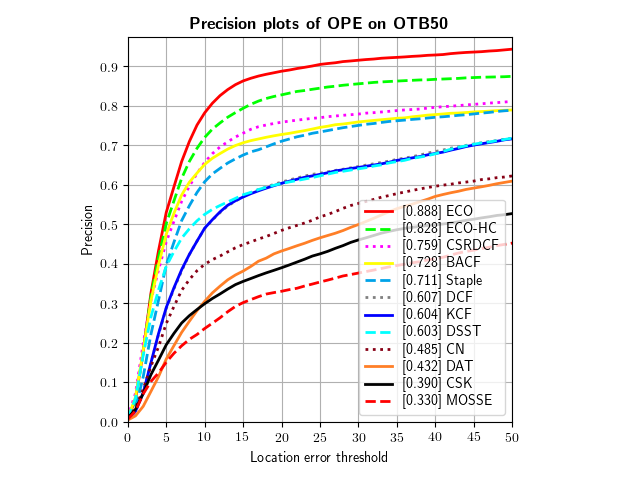 Precision plots of OPE on OTB50
Precision
0.9
0.8
0.7
0.6
0.5
0.4
0.3
0.2
0.1
0.0
[0.888] ECO
[0.828] ECO-HC
[0.759] CSRDCF
[0.728] BACF
[0.711] Staple
[0.607] DCF
[0.604] KCF
[0.603] DSST
[0.485] CN
[0.432] DAT
[0.390] CSK
[0.330] MOSSE
0 5 10 15 20 25 30 35 40 45 50
Location error threshold